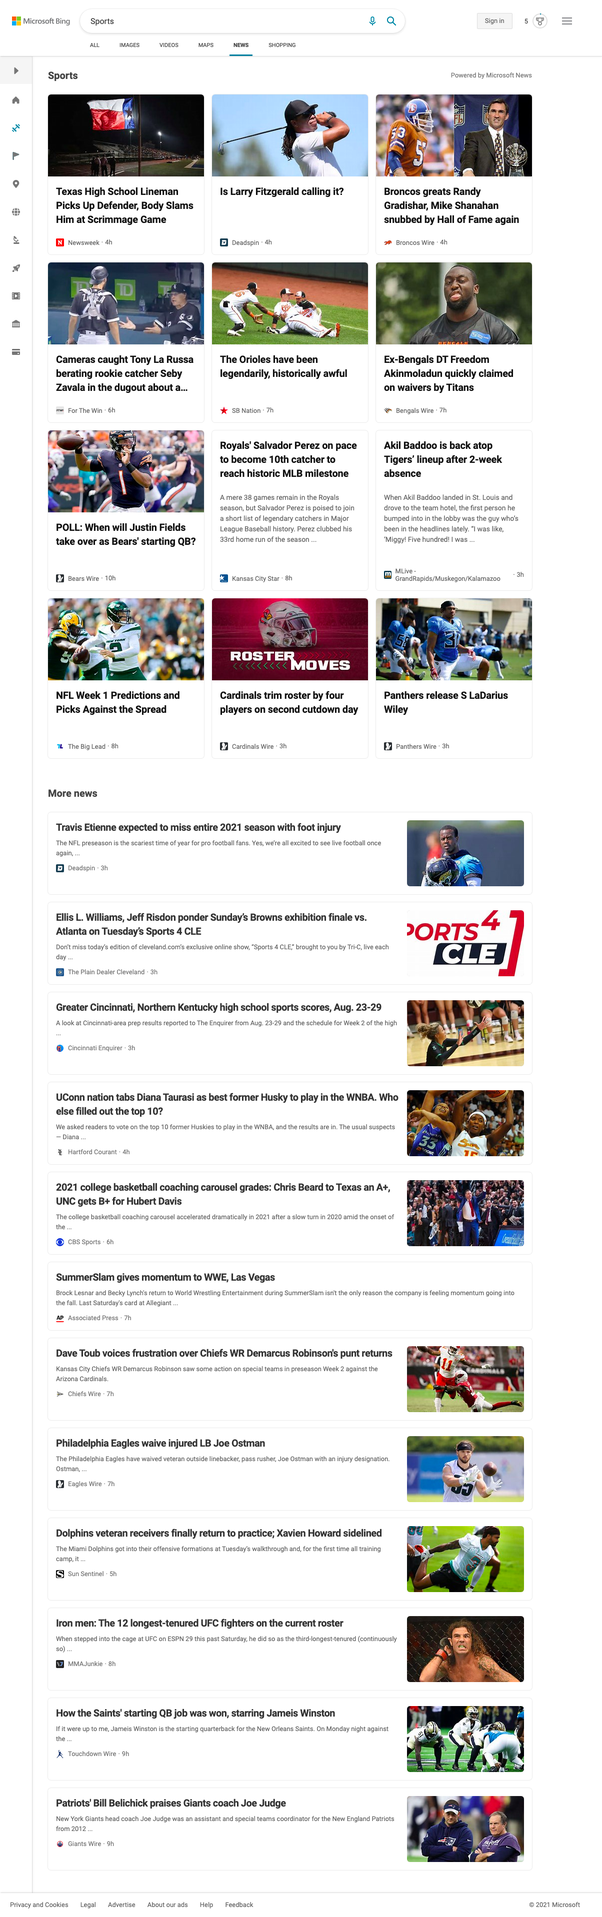 Microsoft Bing
Sports
Sign in
5
ALL
IMAGES
VIDEOS
MAPS
NEWS
SHOPPING
Sports
Powered by Microsoft News
Texas High School Lineman
Picks Up Defender, Body Slams
Him at Scrimmage Game
Newsweek · 4h
Is Larry Fitzgerald calling it?
Deadspin · 4h
Broncos greats Randy
Gradishar, Mike Shanahan
snubbed by Hall of Fame again
Broncos Wire · 4h
Cameras caught Tony La Russa
berating rookie catcher Seby
Zavala in the dugout about a...
For The Win · 6h
The Orioles have been
legendarily, historically awful
SB Nation · 7h
Ex-Bengals DT Freedom
Akinmoladun quickly claimed
on waivers by Titans
Bengals Wire · 7h
POLL: When will Justin Fields
take over as Bears' starting QB?
Bears Wire · 10h
Royals' Salvador Perez on pace
to become 10th catcher to
reach historic MLB milestone
A mere 38 games remain in the Royals
season, but Salvador Perez is poised to join
a short list of legendary catchers in Major
League Baseball history. Perez clubbed his
33rd home run of the season ...
Kansas City Star · 8h
Akil Baddoo is back atop
Tigers' lineup after 2-week
absence
When Akil Baddoo landed in St. Louis and
drove to the team hotel, the first person he
bumped into in the lobby was the guy who's
been in the headlines lately. "I was like,
'Miggy! Five hundred! I was ...
MLive -
GrandRapids/Muskegon/Kalamazoo · 3h
NFL Week 1 Predictions and
Picks Against the Spread
The Big Lead · 8h
ROSTER
MOVES
Cardinals trim roster by four
players on second cutdown day
Cardinals Wire · 3h
Panthers release S LaDarius
Wiley
Panthers Wire · 3h
More news
Travis Etienne expected to miss entire 2021 season with foot injury
The NFL preseason is the scariest time of year for pro football fans. Yes, we're all excited to see live football once
again, ...
Deadspin · 3h
Ellis L. Williams, Jeff Risdon ponder Sunday's Browns exhibition finale vs.
Atlanta on Tuesday's Sports 4 CLE
Don't miss today's edition of cleveland.com's exclusive online show, "Sports 4 CLE," brought to you by Tri-C, live each
day ...
The Plain Dealer Cleveland · 3h
PORTS 4
CLE
Greater Cincinnati, Northern Kentucky high school sports scores, Aug. 23-29
A look at Cincinnati-area prep results reported to The Enquirer from Aug. 23-29 and the schedule for Week 2 of the high
...
Cincinnati Enquirer · 3h
UConn nation tabs Diana Taurasi as best former Husky to play in the WNBA. Who
else filled out the top 10?
We asked readers to vote on the top 10 former Huskies to play in the WNBA, and the results are in. The usual suspects
— Diana ...
Hartford Courant · 4h
2021 college basketball coaching carousel grades: Chris Beard to Texas an A+,
UNC gets B+ for Hubert Davis
The college basketball coaching carousel accelerated dramatically in 2021 after a slow turn in 2020 amid the onset of
the ...
CBS Sports · 6h
SummerSlam gives momentum to WWE, Las Vegas
Brock Lesnar and Becky Lynch's return to World Wrestling Entertainment during SummerSlam isn't the only reason the company is feeling momentum going into
the fall. Last Saturday's card at Allegiant ...
AP Associated Press · 7h
Dave Toub voices frustration over Chiefs WR Demarcus Robinson's punt returns
Kansas City Chiefs WR Demarcus Robinson saw some action on special teams in preseason Week 2 against the
Arizona Cardinals.
Chiefs Wire · 7h
Philadelphia Eagles waive injured LB Joe Ostman
The Philadelphia Eagles have waived veteran outside linebacker, pass rusher, Joe Ostman with an injury designation.
Ostman, ...
Eagles Wire · 7h
Dolphins veteran receivers finally return to practice; Xavien Howard sidelined
The Miami Dolphins got into their offensive formations at Tuesday's walkthrough and, for the first time all training
camp, it ...
Sun Sentinel · 5h
Iron men: The 12 longest-tenured UFC fighters on the current roster
When stepped into the cage at UFC on ESPN 29 this past Saturday, he did so as the third-longest-tenured (continuously
so) ...
MMAJunkie · 8h
How the Saints' starting QB job was won, starring Jameis Winston
If it were up to me, Jameis Winston is the starting quarterback for the New Orleans Saints. On Monday night against
the ...
Touchdown Wire · 9h
Patriots' Bill Belichick praises Giants coach Joe Judge
New York Giants head coach Joe Judge was an assistant and special teams coordinator for the New England Patriots
from 2012 ...
Giants Wire · 9h
Privacy and Cookies
Legal
Advertise
About our ads
Help
Feedback
© 2021 Microsoft